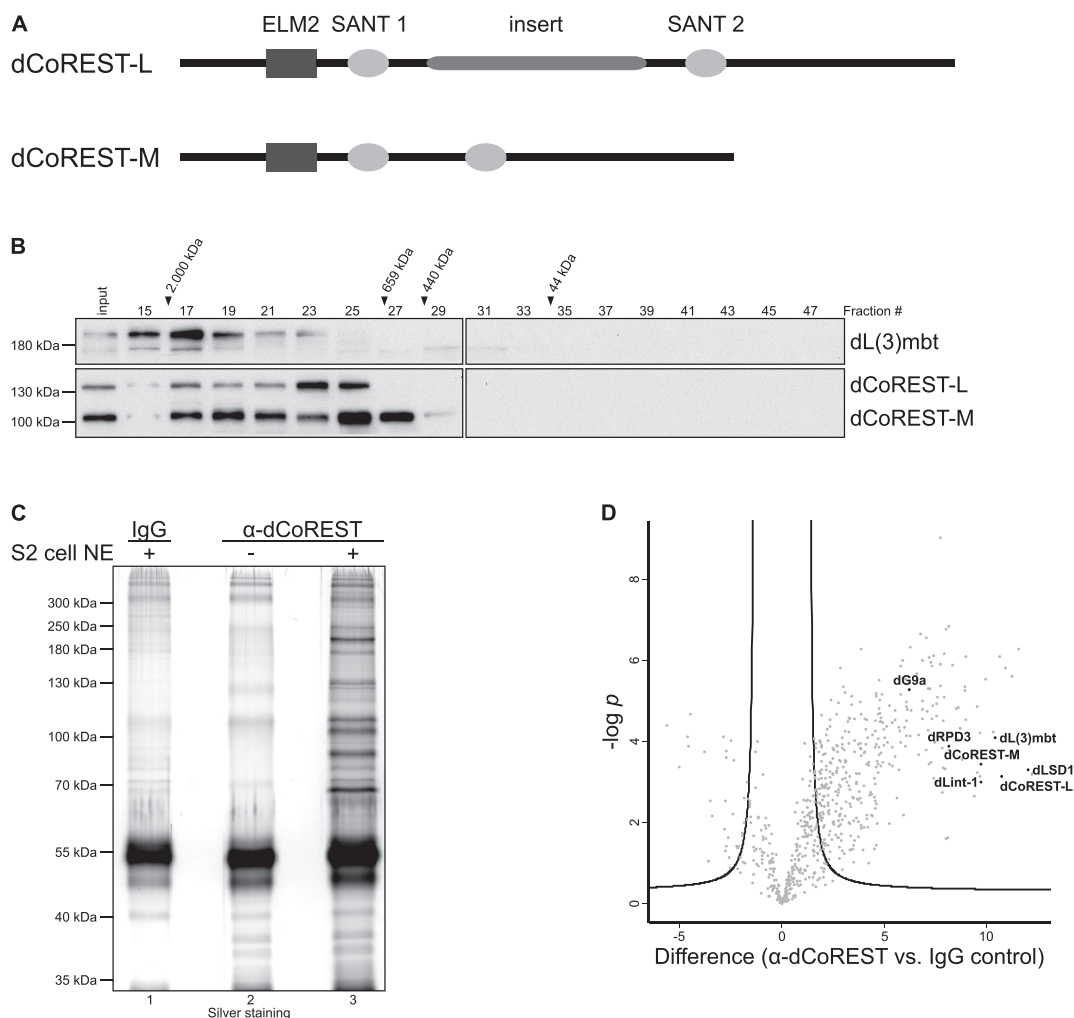 A
ELM2 SANT 1 insert SANT 2
dCoREST-L
dCoREST-M
B
2.000 kDa 659 kDa 440 kDa 44 kDa
input 15 17 19 21 23 25 27 29 31 33 35 37 39 41 43 45 47 Fraction #
180 kDa dL(3)mbt
130 kDa dCoREST-L
100 kDa dCoREST-M
C
IgG α-dCoREST
S2 cell NE + - +
300 kDa
250 kDa
180 kDa
130 kDa
100 kDa
70 kDa
55 kDa
40 kDa
35 kDa
1 2 3
Silver staining
D
8
6
4
2
0
-log p
dG9a
dRPD3 dL(3)mbt
dCoREST-M
dLSD1
dLint-1 dCoREST-L
-5 0 5 10
Difference (α-dCoREST vs. IgG control)